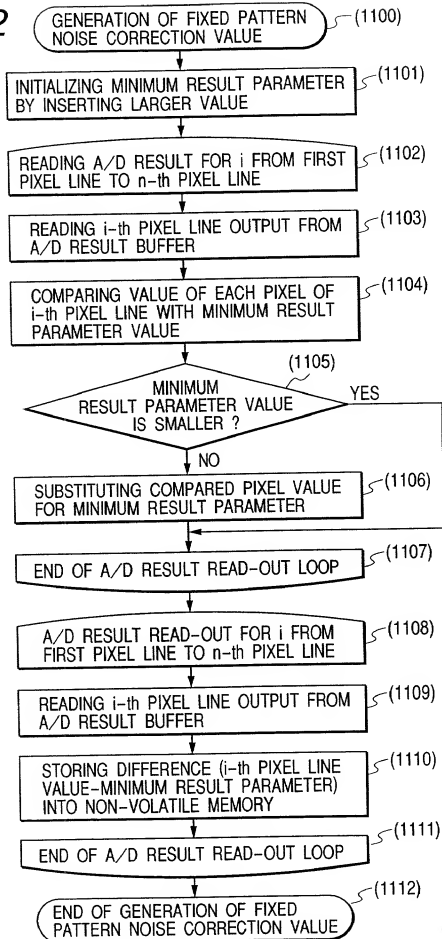 2
GENERATION OF FIXED PATTERN
NOISE CORRECTION VALUE
(1100)
INITIALIZING MINIMUM RESULT PARAMETER
BY INSERTING LARGER VALUE
(1101)
READING A/D RESULT FOR i FROM FIRST
PIXEL LINE TO n-th PIXEL LINE
(1102)
READING i-th PIXEL LINE OUTPUT FROM
A/D RESULT BUFFER
(1103)
COMPARING VALUE OF EACH PIXEL OF
i-th PIXEL LINE WITH MINIMUM RESULT
PARAMETER VALUE
(1104)
(1105)
MINIMUM
RESULT PARAMETER VALUE
IS SMALLER ?
YES
NO
SUBSTITUTING COMPARED PIXEL VALUE
FOR MINIMUM RESULT PARAMETER
(1106)
END OF A/D RESULT READ-OUT LOOP
(1107)
A/D RESULT READ-OUT FOR i FROM
FIRST PIXEL LINE TO n-th PIXEL LINE
(1108)
READING i-th PIXEL LINE OUTPUT FROM
A/D RESULT BUFFER
(1109)
STORING DIFFERENCE (i-th PIXEL LINE
VALUE-MINIMUM RESULT PARAMETER)
INTO NON-VOLATILE MEMORY
(1110)
END OF A/D RESULT READ-OUT LOOP
(1111)
END OF GENERATION OF FIXED
PATTERN NOISE CORRECTION VALUE
(1112)